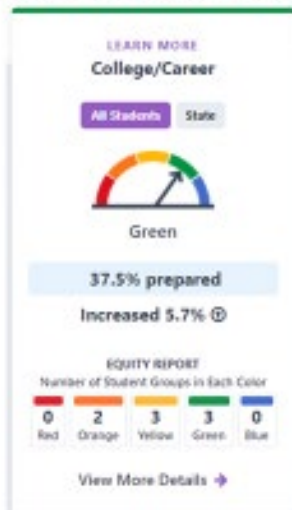 LEARN MORE
College/Career
All Students State
Green
37.5% prepared
Increased 5.7%
EQUITY REPORT
Number of Student Groups in Each Color
0 2 3 3 0
Red Orange Yellow Green Blue
View More Details